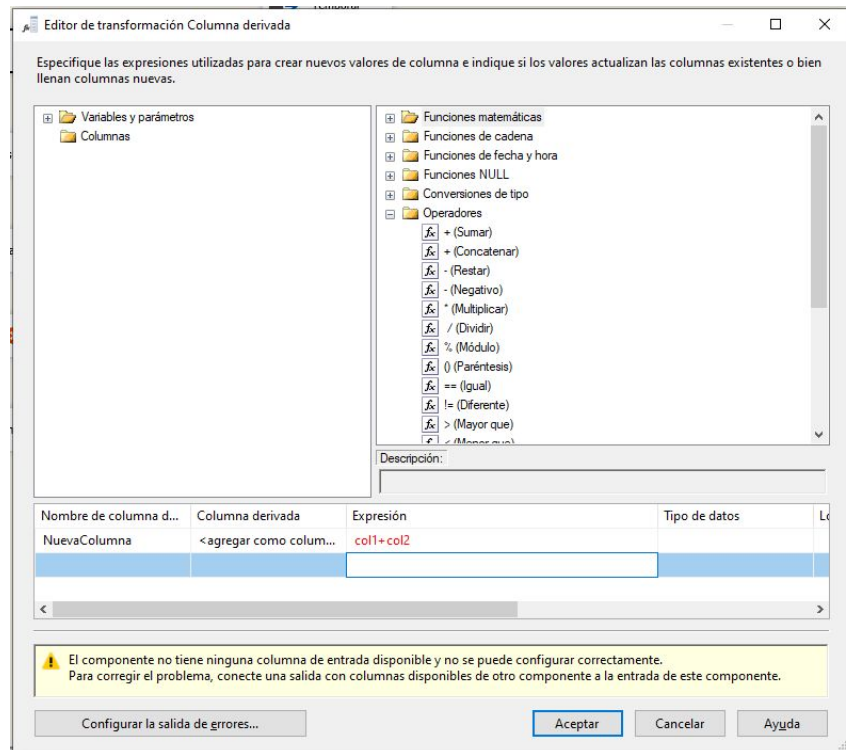 Temporal
Editor de transformación Columna derivada
Especifique las expresiones utilizadas para crear nuevos valores de columna e indique si los valores actualizan las columnas existentes o bien
llenan columnas nuevas.
Variables y parámetros
Columnas
Funciones matemáticas
Funciones de cadena
Funciones de fecha y hora
Funciones NULL
Conversiones de tipo
Operadores
+ (Sumar)
+ (Concatenar)
- (Restar)
- (Negativo)
* (Multiplicar)
/ (Dividir)
% (Módulo)
() (Paréntesis)
== (Igual)
!= (Diferente)
> (Mayor que)
< (Menor que)
Descripción:
Nombre de columna d... Columna derivada Expresión Tipo de datos Lo
NuevaColumna <agregar como colum... col1+col2
El componente no tiene ninguna columna de entrada disponible y no se puede configurar correctamente.
Para corregir el problema, conecte una salida con columnas disponibles de otro componente a la entrada de este componente.
Configurar la salida de errores... Aceptar Cancelar Ayuda